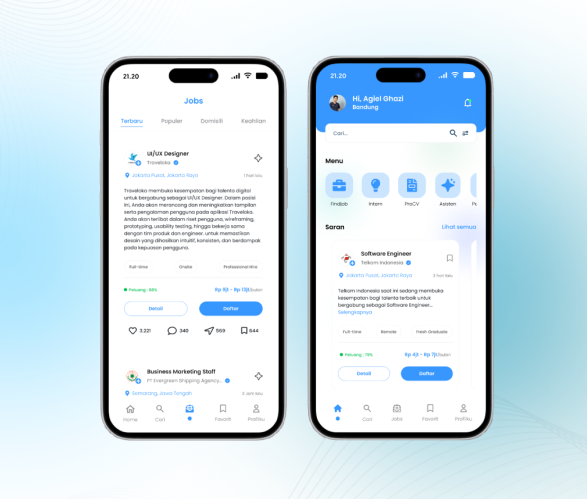 21.20
Jobs
Terbaru Populer Domisili Keahlian
UI/UX Designer
Traveloka
Jakarta Pusat, Jakarta Raya 1 hari lalu
Traveloka membuka kesempatan bagi talenta digital
untuk bergabung sebagai UI/UX Designer. Dalam posisi
ini, Anda akan merancang dan meningkatkan tampilan
serta pengalaman pengguna pada aplikasi Traveloka.
Anda akan terlibat dalam riset pengguna, wireframing,
prototyping, usability testing, hingga bekerja sama
dengan tim produk dan engineer, untuk memastikan
desain yang dihasilkan intuitif, konsisten, dan berdampak
pada kepuasan pengguna.
Full-time Onsite Professional Hire
Peluang : 88% Rp 8jt - Rp 13jt/bulan
Detail Daftar
3.221 340 569 644
Business Marketing Staff
PT Evergreen Shipping Agency..
Semarang, Jawa Tengah 3 Jam lalu
Home Cari Favorit Profilku
21.20
Hi, Agiel Ghazi
Bandung
Cari...
Menu
Findjob Intern ProCV Asisten
Saran Lihat semua
Software Engineer
Telkom Indonesia
Jakarta Pusat, Jakarta Raya 3 hari lalu
Telkom Indonesia saat ini sedang membuka
kesempatan bagi talenta terbaik untuk
bergabung sebagai Software Engineer...
Selengkapnya
Full-time Remote Fresh Graduate
Peluang : 79% Rp 4jt - Rp 7jt/bulan
Detail Daftar
Home Cari Jobs Favorit Profilku